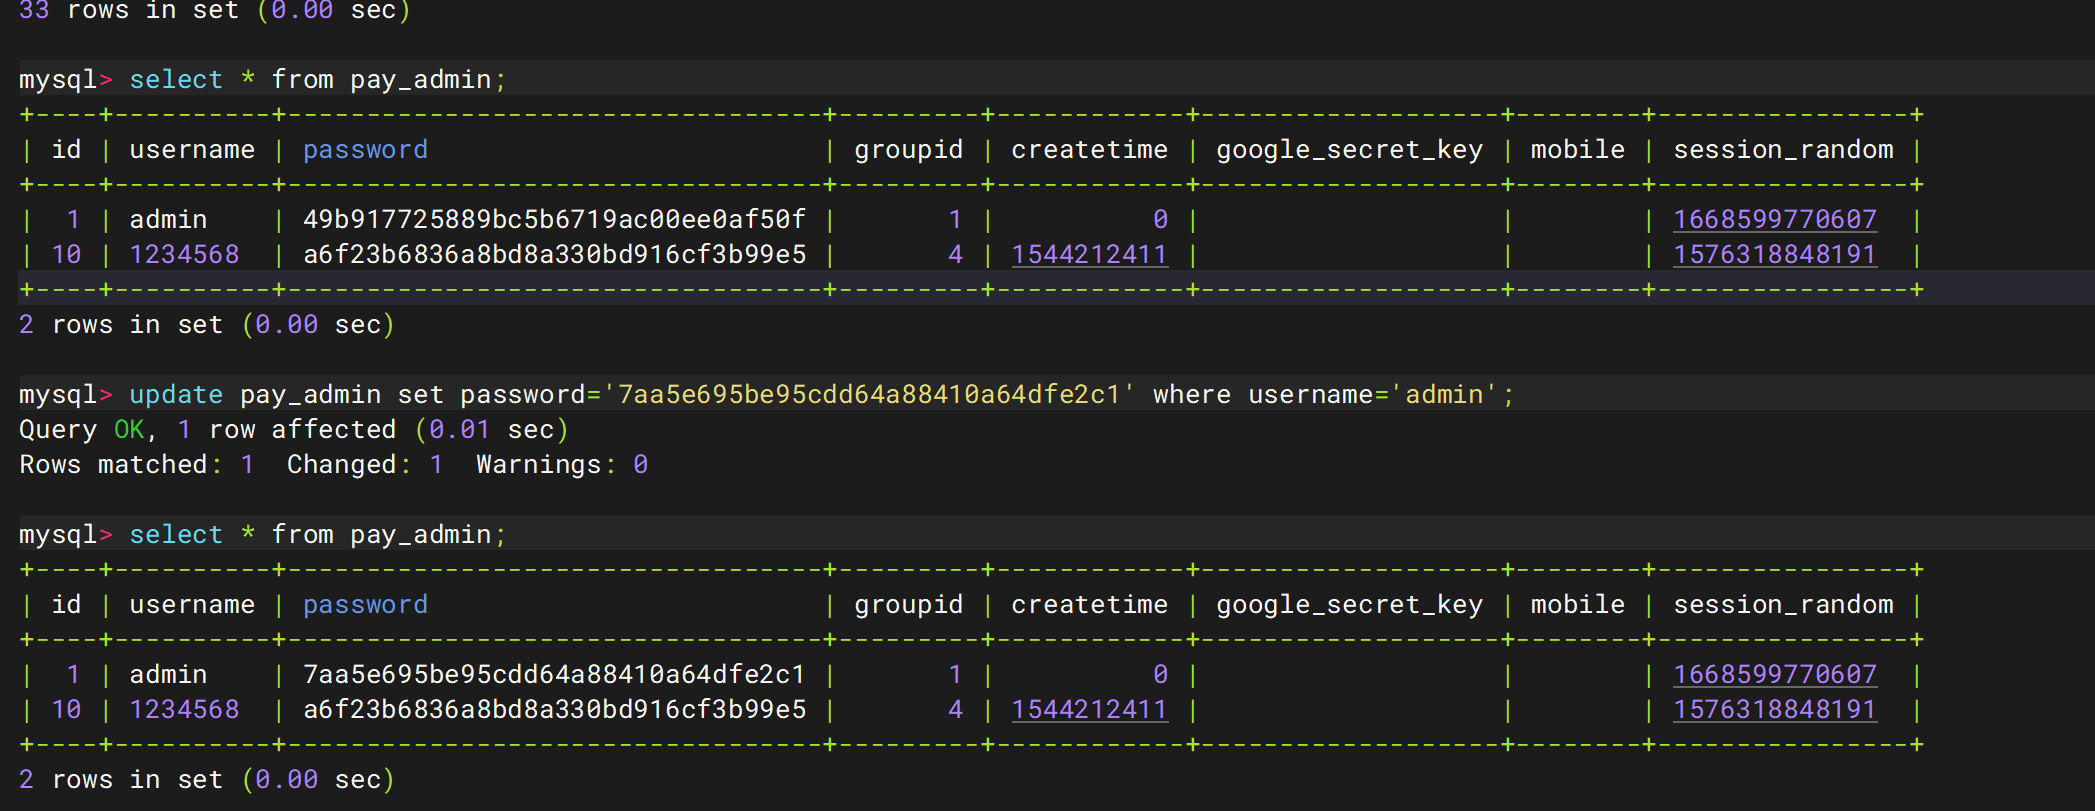 33 rows in set (0.00 sec)
mysql> select * from pay_admin;
+----+----------+----------------------------------+---------+------------+-------------------+--------+----------------+
| id | username | password                         | groupid | createtime | google_secret_key | mobile | session_random |
+----+----------+----------------------------------+---------+------------+-------------------+--------+----------------+
|  1 | admin    | 49b917725889bc5b6719ac00ee0af50f |       1 |          0 |                   |        | 1668599770607  |
| 10 | 1234568  | a6f23b6836a8bd8a330bd916cf3b99e5 |       4 | 1544212411 |                   |        | 1576318848191  |
+----+----------+----------------------------------+---------+------------+-------------------+--------+----------------+
2 rows in set (0.00 sec)
mysql> update pay_admin set password='7aa5e695be95cdd64a88410a64dfe2c1' where username='admin';
Query OK, 1 row affected (0.01 sec)
Rows matched: 1  Changed: 1  Warnings: 0
mysql> select * from pay_admin;
+----+----------+----------------------------------+---------+------------+-------------------+--------+----------------+
| id | username | password                         | groupid | createtime | google_secret_key | mobile | session_random |
+----+----------+----------------------------------+---------+------------+-------------------+--------+----------------+
|  1 | admin    | 7aa5e695be95cdd64a88410a64dfe2c1 |       1 |          0 |                   |        | 1668599770607  |
| 10 | 1234568  | a6f23b6836a8bd8a330bd916cf3b99e5 |       4 | 1544212411 |                   |        | 1576318848191  |
+----+----------+----------------------------------+---------+------------+-------------------+--------+----------------+
2 rows in set (0.00 sec)